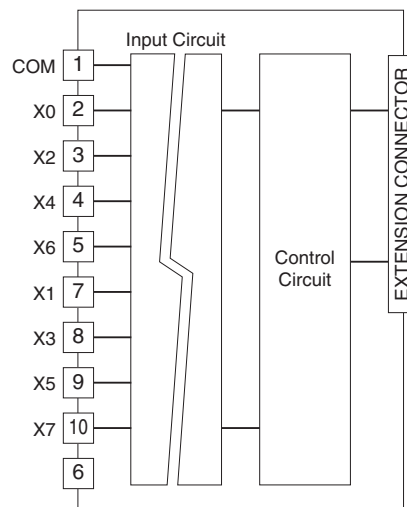 Input Circuit
COM 1
X0 2
X2 3
X4 4
X6 5
X1 7
X3 8
X5 9
X7 10
6
Control
Circuit
EXTENSION CONNECTOR